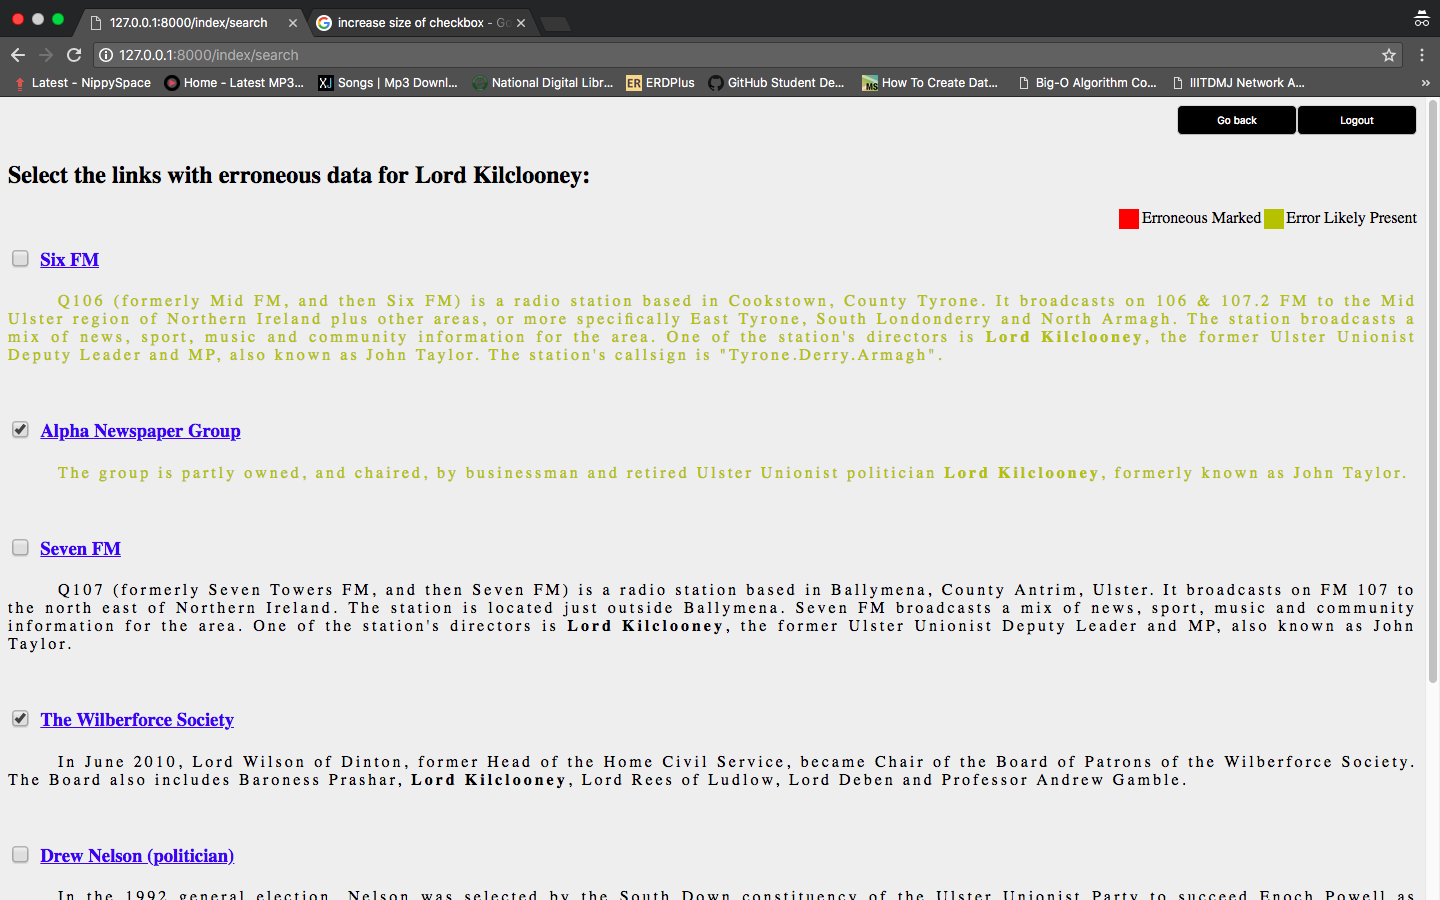 127.0.0.1:8000/index/search
increase size of checkbox - Go
127.0.0.1:8000/index/search
Latest - NippySpace Home - Latest MP3... XJ Songs | Mp3 Downl... National Digital Libr... ER ERDPlus GitHub Student De... MS How To Create Dat... Big-O Algorithm Co... IIITDMJ Network A... »
Go back Logout
Select the links with erroneous data for Lord Kilclooney:
Erroneous Marked Error Likely Present
Six FM
Q106 (formerly Mid FM, and then Six FM) is a radio station based in Cookstown, County Tyrone. It broadcasts on 106 & 107.2 FM to the Mid
Ulster region of Northern Ireland plus other areas, or more specifically East Tyrone, South Londonderry and North Armagh. The station broadcasts a
mix of news, sport, music and community information for the area. One of the station's directors is Lord Kilclooney, the former Ulster Unionist
Deputy Leader and MP, also known as John Taylor. The station's callsign is "Tyrone.Derry.Armagh".
Alpha Newspaper Group
The group is partly owned, and chaired, by businessman and retired Ulster Unionist politician Lord Kilclooney, formerly known as John Taylor.
Seven FM
Q107 (formerly Seven Towers FM, and then Seven FM) is a radio station based in Ballymena, County Antrim, Ulster. It broadcasts on FM 107 to
the north east of Northern Ireland. The station is located just outside Ballymena. Seven FM broadcasts a mix of news, sport, music and community
information for the area. One of the station's directors is Lord Kilclooney, the former Ulster Unionist Deputy Leader and MP, also known as John
Taylor.
The Wilberforce Society
In June 2010, Lord Wilson of Dinton, former Head of the Home Civil Service, became Chair of the Board of Patrons of the Wilberforce Society.
The Board also includes Baroness Prashar, Lord Kilclooney, Lord Rees of Ludlow, Lord Deben and Professor Andrew Gamble.
Drew Nelson (politician)
In the 1992 general election, Nelson was selected by the South Down constituency of the Ulster Unionist Party to succeed Enoch Powell as